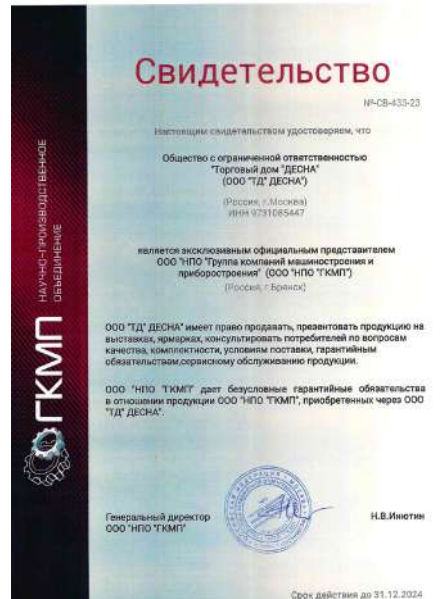 Свидетельство
№-СВ-433-23
Настоящим свидетельством удостоверяем, что
Общество с ограниченной ответственностью
"Торговый дом "ДЕСНА"
(ООО "ТД" ДЕСНА")
(Россия, г.Москва)
ИНН 9731085447
является эксклюзивным официальным представителем
ООО "НПО "Группа компаний машиностроения и
приборостроения" (ООО "НПО "ГКМП")
(Россия, г.Брянск)
ООО "ТД" ДЕСНА" имеет право продавать, презентовать продукцию на
выставках, ярмарках, консультировать потребителей по вопросам
качества, комплектности, условиям поставки, гарантийным
обязательствам,сервисному обслуживанию продукции.
ООО "НПО "ГКМП" дает безусловные гарантийные обязательства
в отношении продукции ООО "НПО "ГКМП", приобретенных через ООО
"ТД" ДЕСНА".
Генеральный директор
ООО "НПО "ГКМП"
Н.В.Инютин
Срок действия до 31.12.2024
ГКМП
НАУЧНО-ПРОИЗВОДСТВЕННОЕ
ОБЪЕДИНЕНИЕ